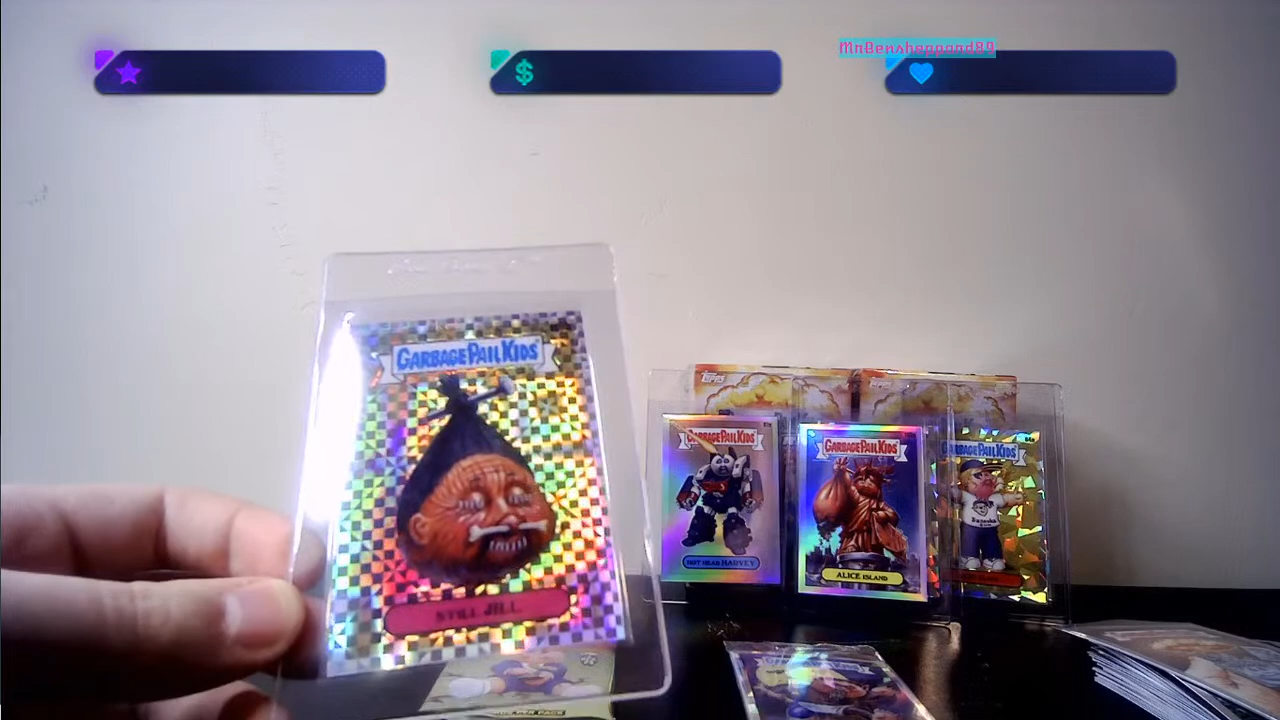 MrBensheppard89
$
GARBAGE PAIL KIDS
STILL JILL
TOPPS
GARBAGE PAIL KIDS
HOT HEAD HARVEY
GARBAGE PAIL KIDS
ALICE ISLAND
GARBAGE PAIL KIDS